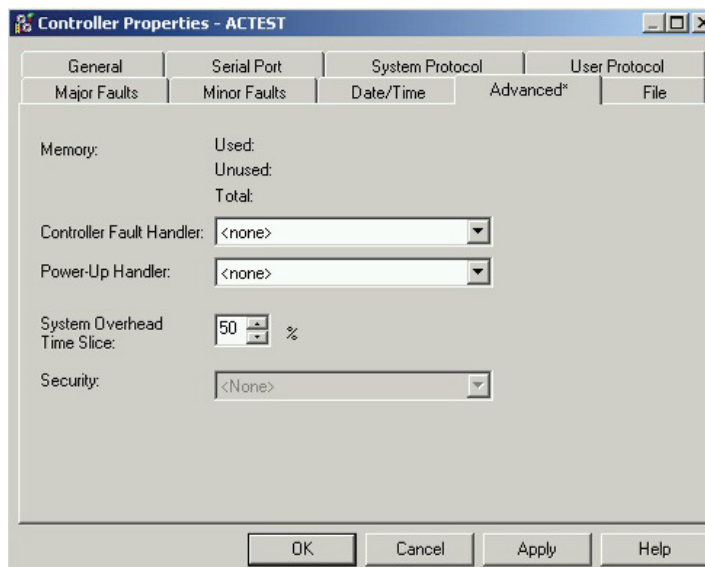 Controller Properties - ACTEST
General Serial Port System Protocol User Protocol
Major Faults Minor Faults Date/Time Advanced* File
Memory: Used:
Unused:
Total:
Controller Fault Handler: <none>
Power-Up Handler: <none>
System Overhead
Time Slice: 50 %
Security: <None>
OK Cancel Apply Help